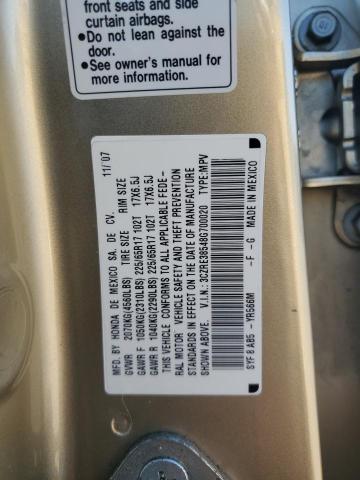 front seats and side
curtain airbags.
•Do not lean against the
door.
•See owner's manual for
more information.
MFD. BY HONDA DE MEXICO SA. DE CV. 11/'07
GVWR 2070KG(4560LBS) TIRE SIZE RIM SIZE
GAWR F 1050KG(2310LBS) 225/65R17 102T 17X6.5J
GAWR R 1040KG(2290LBS) 225/65R17 102T 17X6.5J
THIS VEHICLE CONFORMS TO ALL APPLICABLE FEDE-
RAL MOTOR VEHICLE SAFETY AND THEFT PREVENTION
STANDARDS IN EFFECT ON THE DATE OF MANUFACTURE
SHOWN ABOVE. V.I.N.: 3CZRE38548G700020 TYPE:MPV
SYF 8 AB5 - YR566M - F - G MADE IN MEXICO